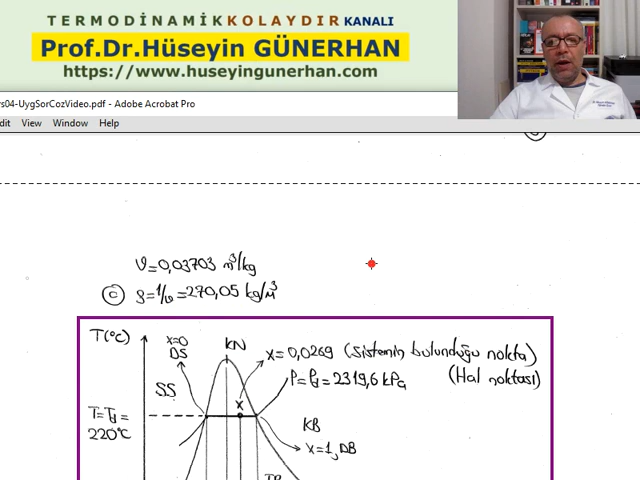 TERMODİNAMİKKOLAYDIR KANALI
Prof.Dr.Hüseyin GÜNERHAN
https://www.huseyingunerhan.com
rs04-UygSorCozVideo.pdf - Adobe Acrobat Pro
dit View Window Help
ϑ=0,03703 m³/kg
c ρ=1/ϑ=270,05 kg/m³
T(°C)
x=0
DS
KN
x=0,0269 (Sistemin bulunduğu nokta)
P=Pd=2319,6 kPa (Hal noktası)
SS
x
T=Td=
220°C
KB
x=1,DB